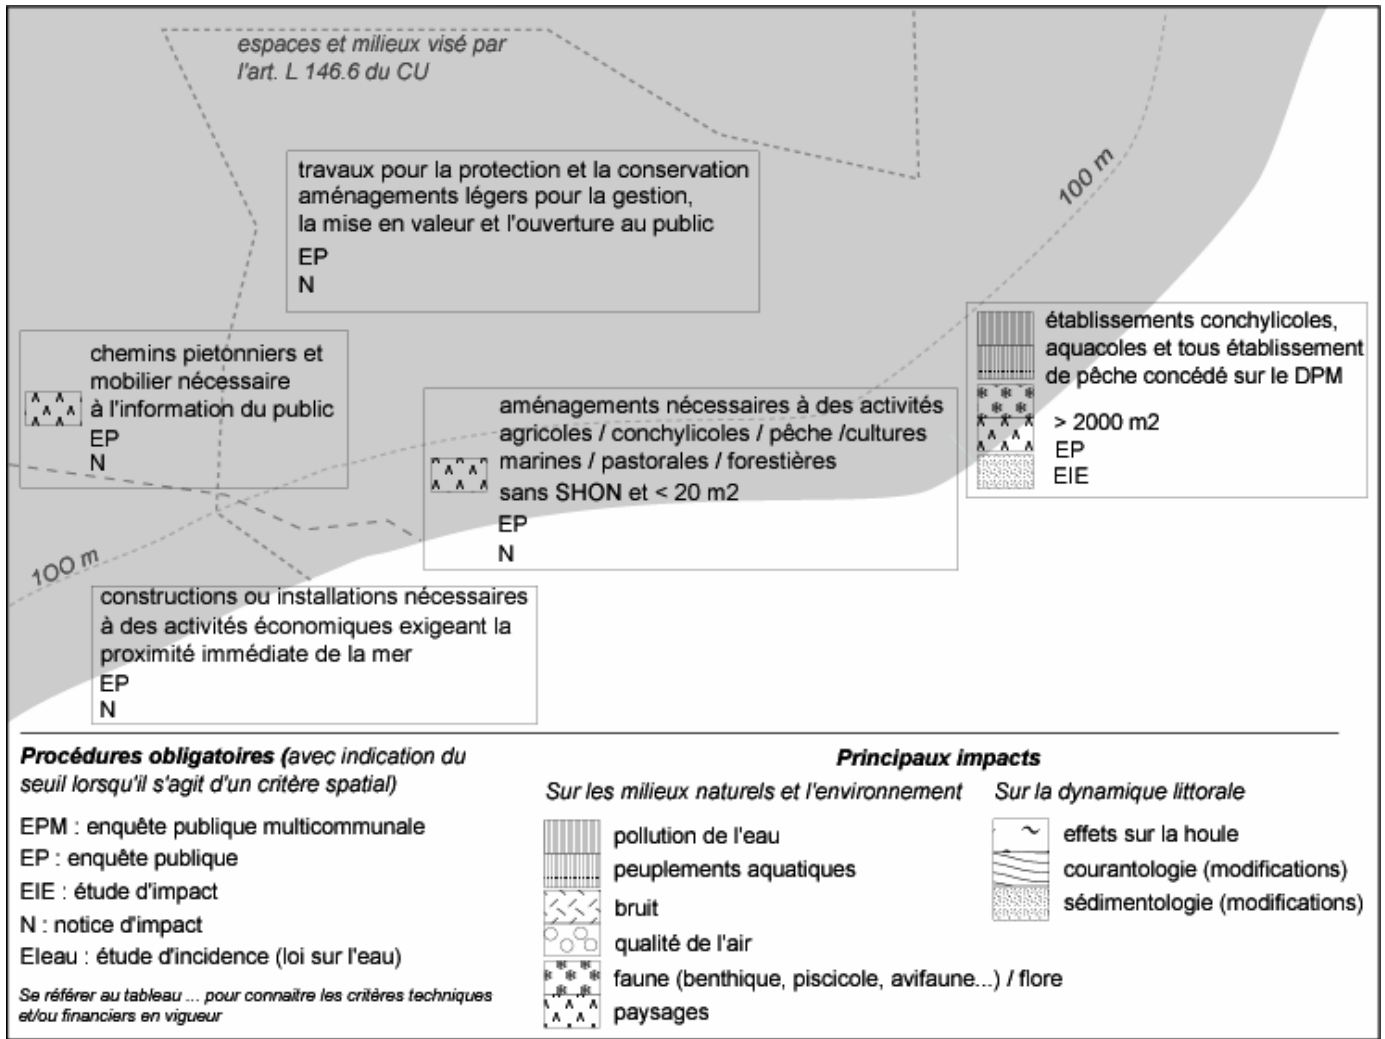 espaces et milieux visé par
l'art. L 146.6 du CU
travaux pour la protection et la conservation
aménagements légers pour la gestion,
la mise en valeur et l'ouverture au public
EP
N
100 m
établissements conchylicoles,
aquacoles et tous établissement
de pêche concédé sur le DPM
> 2000 m2
EP
EIE
chemins pietonniers et
mobilier nécessaire
à l'information du public
EP
N
aménagements nécessaires à des activités
agricoles / conchylicoles / pêche /cultures
marines / pastorales / forestières
sans SHON et < 20 m2
EP
N
100 m
constructions ou installations nécessaires
à des activités économiques exigeant la
proximité immédiate de la mer
EP
N
Procédures obligatoires (avec indication du
seuil lorsqu'il s'agit d'un critère spatial)
EPM : enquête publique multicommunale
EP : enquête publique
EIE : étude d'impact
N : notice d'impact
Eleau : étude d'incidence (loi sur l'eau)
Se référer au tableau ... pour connaitre les critères techniques
et/ou financiers en vigueur
Principaux impacts
Sur les milieux naturels et l'environnement
pollution de l'eau
peuplements aquatiques
bruit
qualité de l'air
faune (benthique, piscicole, avifaune...) / flore
paysages
Sur la dynamique littorale
effets sur la houle
courantologie (modifications)
sédimentologie (modifications)